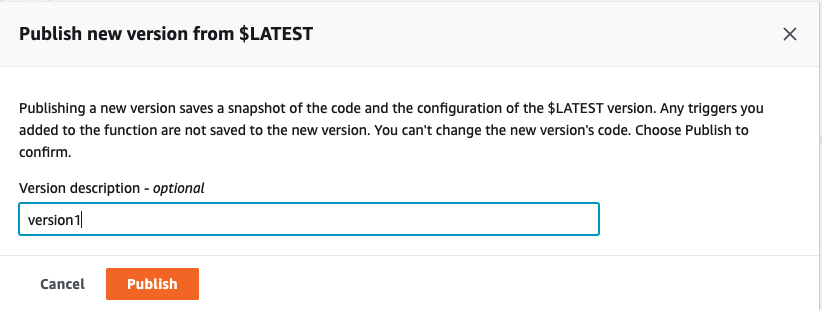 Publish new version from $LATEST
Publishing a new version saves a snapshot of the code and the configuration of the $LATEST version. Any triggers you
added to the function are not saved to the new version. You can't change the new version's code. Choose Publish to
confirm.
Version description - optional
version1
Cancel
Publish